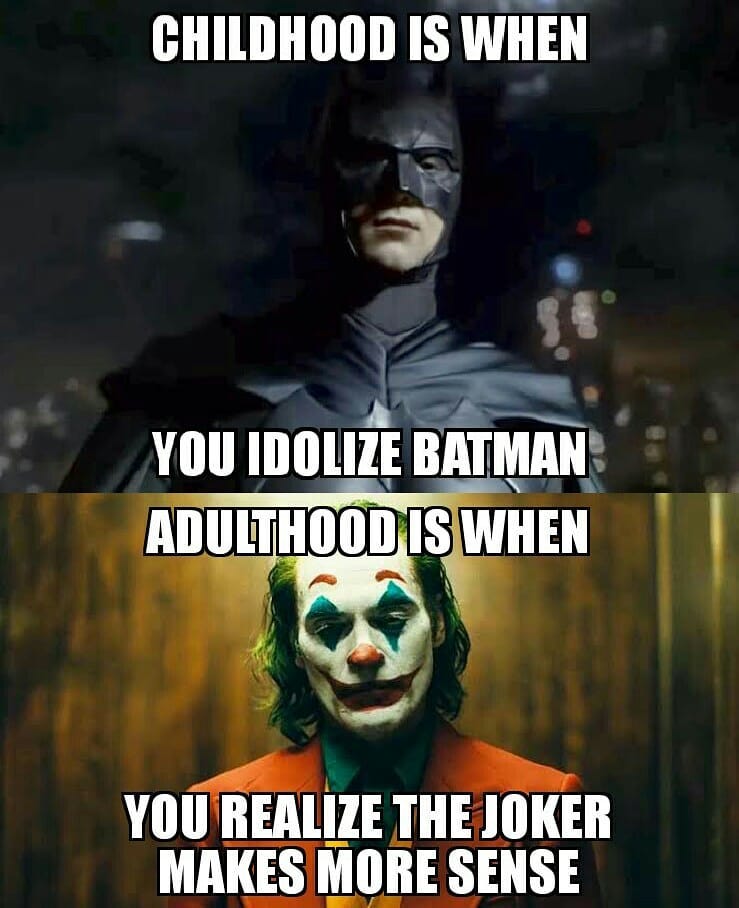 CHILDHOOD IS WHEN
YOU IDOLIZE BATMAN
ADULTHOOD IS WHEN
YOU REALIZE THE JOKER
MAKES MORE SENSE